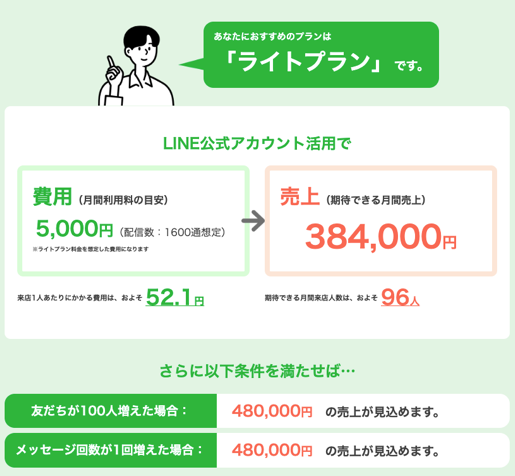 あなたにおすすめのプランは
「ライトプラン」です。
LINE公式アカウント活用で
費用（月間利用料の目安）
5,000円（配信数：1600通想定）
※ライトプラン料金を想定した費用になります
売上（期待できる月間売上）
384,000円
来店1人あたりにかかる費用は、およそ 52.1円
期待できる月間来店人数は、およそ 96人
さらに以下条件を満たせば…
友だちが100人増えた場合： 480,000円 の売上が見込めます。
メッセージ回数が1回増えた場合： 480,000円 の売上が見込めます。